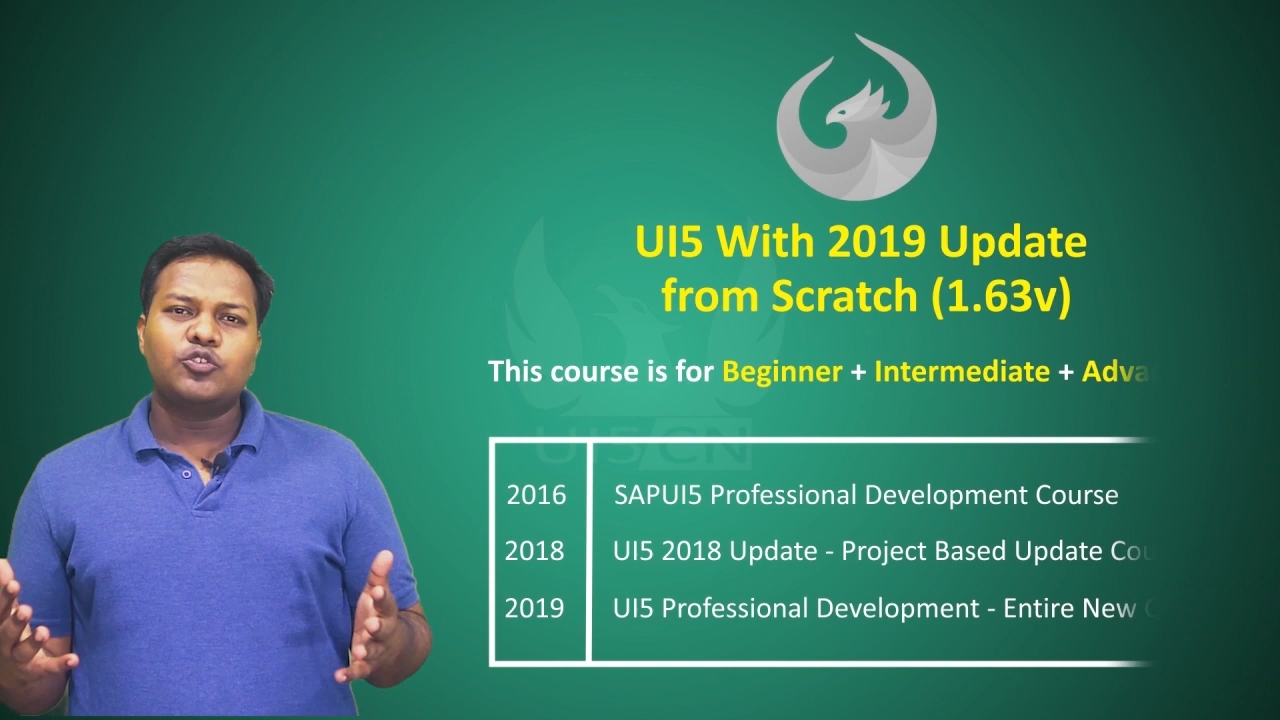 UI5 With 2019 Update
from Scratch (1.63v)
This course is for Beginner + Intermediate +
UI5CN
2016 SAPUI5 Professional Development Course
2018 UI5 2018 Update - Project Based Update
2019 UI5 Professional Development - Entire New